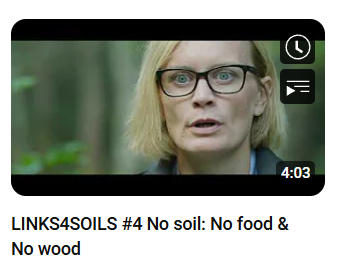 4:03
LINKS4SOILS #4 No soil: No food &
No wood